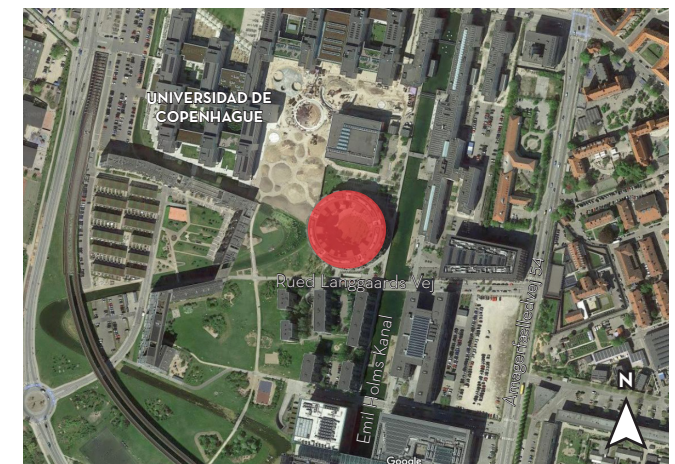 UNIVERSIDAD DE
COPENHAGUE
Rued Langgaards Vej
Emil Holms Kanal
Amagerfælledvej 54
N
Google